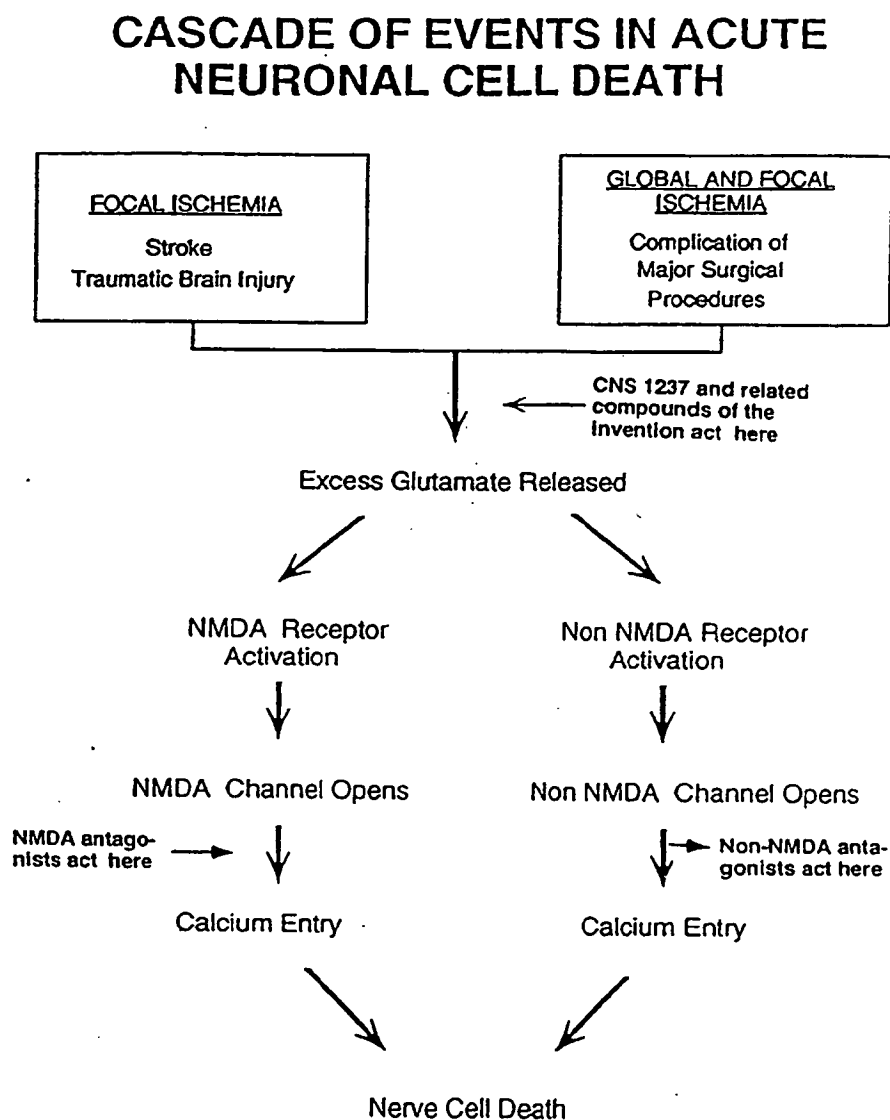 CASCADE OF EVENTS IN ACUTE
NEURONAL CELL DEATH
FOCAL ISCHEMIA
Stroke
Traumatic Brain Injury
GLOBAL AND FOCAL
ISCHEMIA
Complication of
Major Surgical
Procedures
CNS 1237 and related
compounds of the
invention act here
Excess Glutamate Released
NMDA Receptor
Activation
Non NMDA Receptor
Activation
NMDA Channel Opens
Non NMDA Channel Opens
NMDA antago-
nists act here
Non-NMDA anta-
gonists act here
Calcium Entry
Calcium Entry
Nerve Cell Death